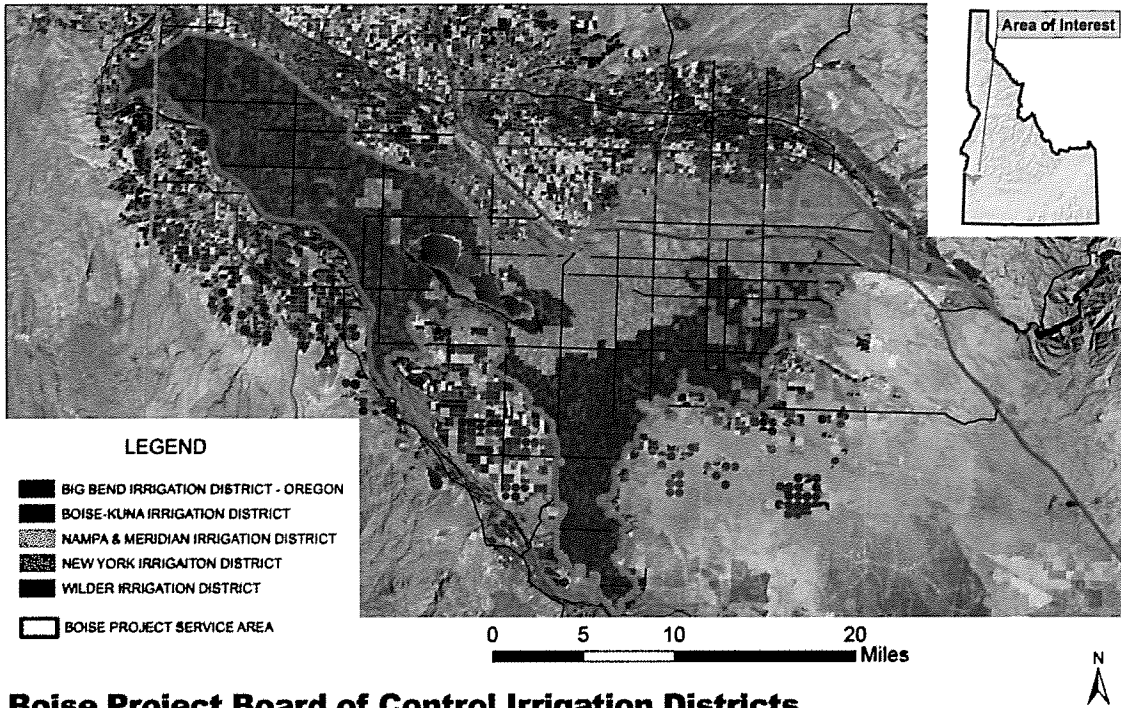 Area of Interest
LEGEND
BIG BEND IRRIGATION DISTRICT - OREGON
BOISE-KUNA IRRIGATION DISTRICT
NAMPA & MERIDIAN IRRIGATION DISTRICT
NEW YORK IRRIGAITON DISTRICT
WILDER IRRIGATION DISTRICT
BOISE PROJECT SERVICE AREA
0 5 10 20
Miles
N
Boise Project Board of Control Irrigation Districts